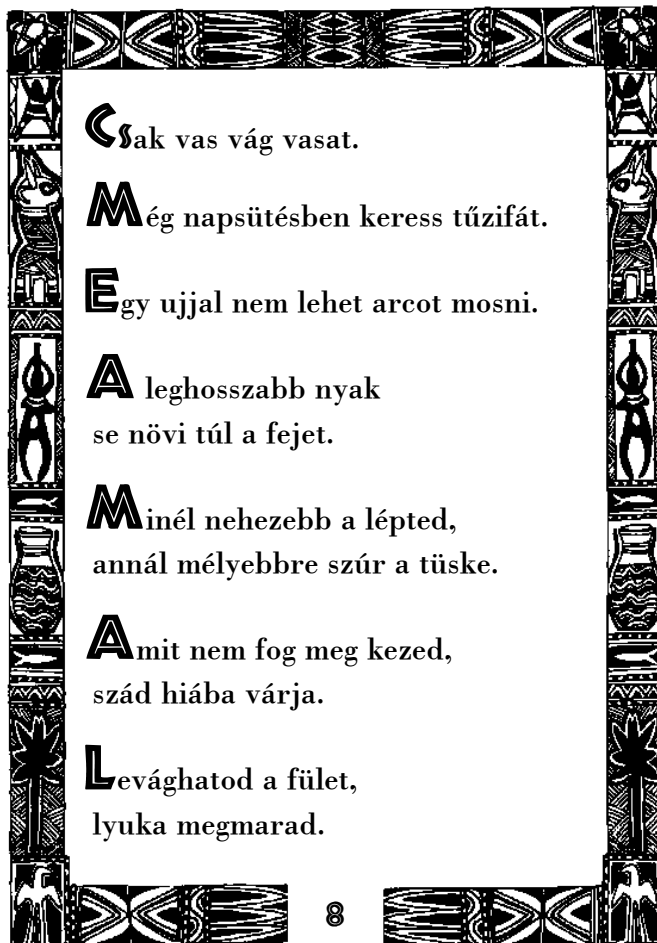 Csak vas vág vasat.
Még napsütésben keress tűzifát.
Egy ujjal nem lehet arcot mosni.
A leghosszabb nyak
se növi túl a fejet.
Minél nehezebb a lépted,
annál mélyebbre szúr a tüske.
Amit nem fog meg kezed,
szád hiába várja.
Levághatod a fület,
lyuka megmarad.
8